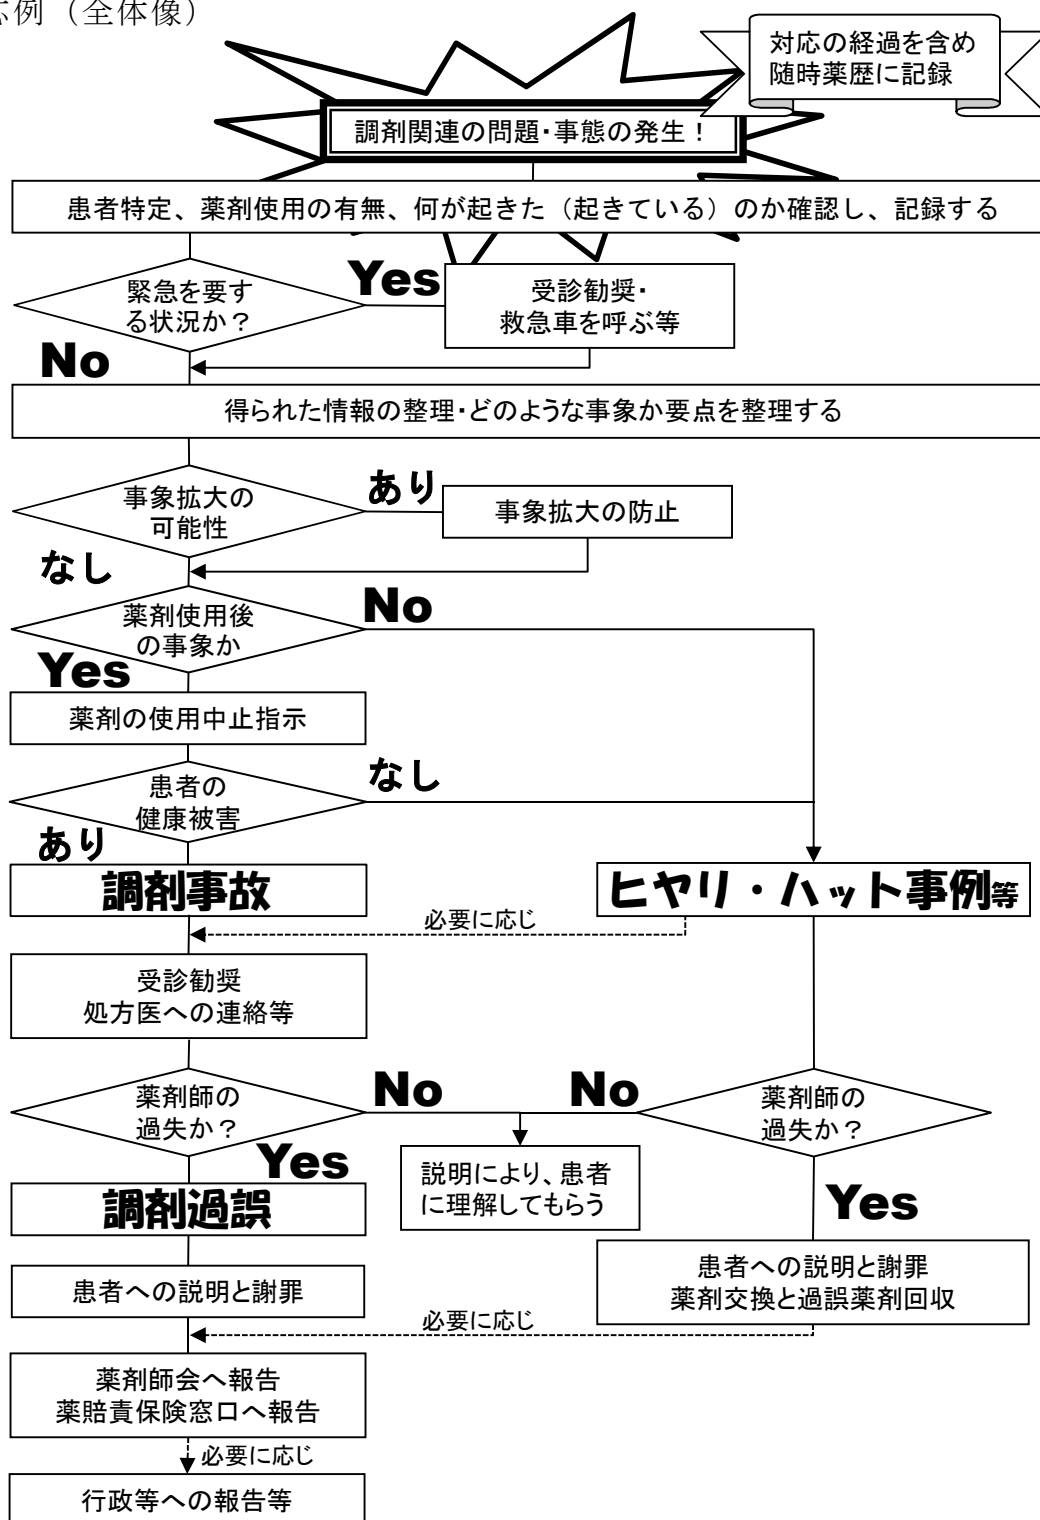 応例（全体像）
対応の経過を含め
随時薬歴に記録
調剤関連の問題・事態の発生！
患者特定、薬剤使用の有無、何が起きた（起きている）のか確認し、記録する
緊急を要す
る状況か？
Yes
受診勧奨・
救急車を呼ぶ等
No
得られた情報の整理・どのような事象か要点を整理する
事象拡大の
可能性
あり
事象拡大の防止
なし
薬剤使用後
の事象か
No
Yes
薬剤の使用中止指示
患者の
健康被害
なし
あり
調剤事故
ヒヤリ・ハット事例等
必要に応じ
受診勧奨
処方医への連絡等
薬剤師の
過失か？
No
No
薬剤師の
過失か？
Yes
説明により、患者
に理解してもらう
Yes
調剤過誤
患者への説明と謝罪
患者への説明と謝罪
薬剤交換と過誤薬剤回収
必要に応じ
薬剤師会へ報告
薬賠責保険窓口へ報告
必要に応じ
行政等への報告等